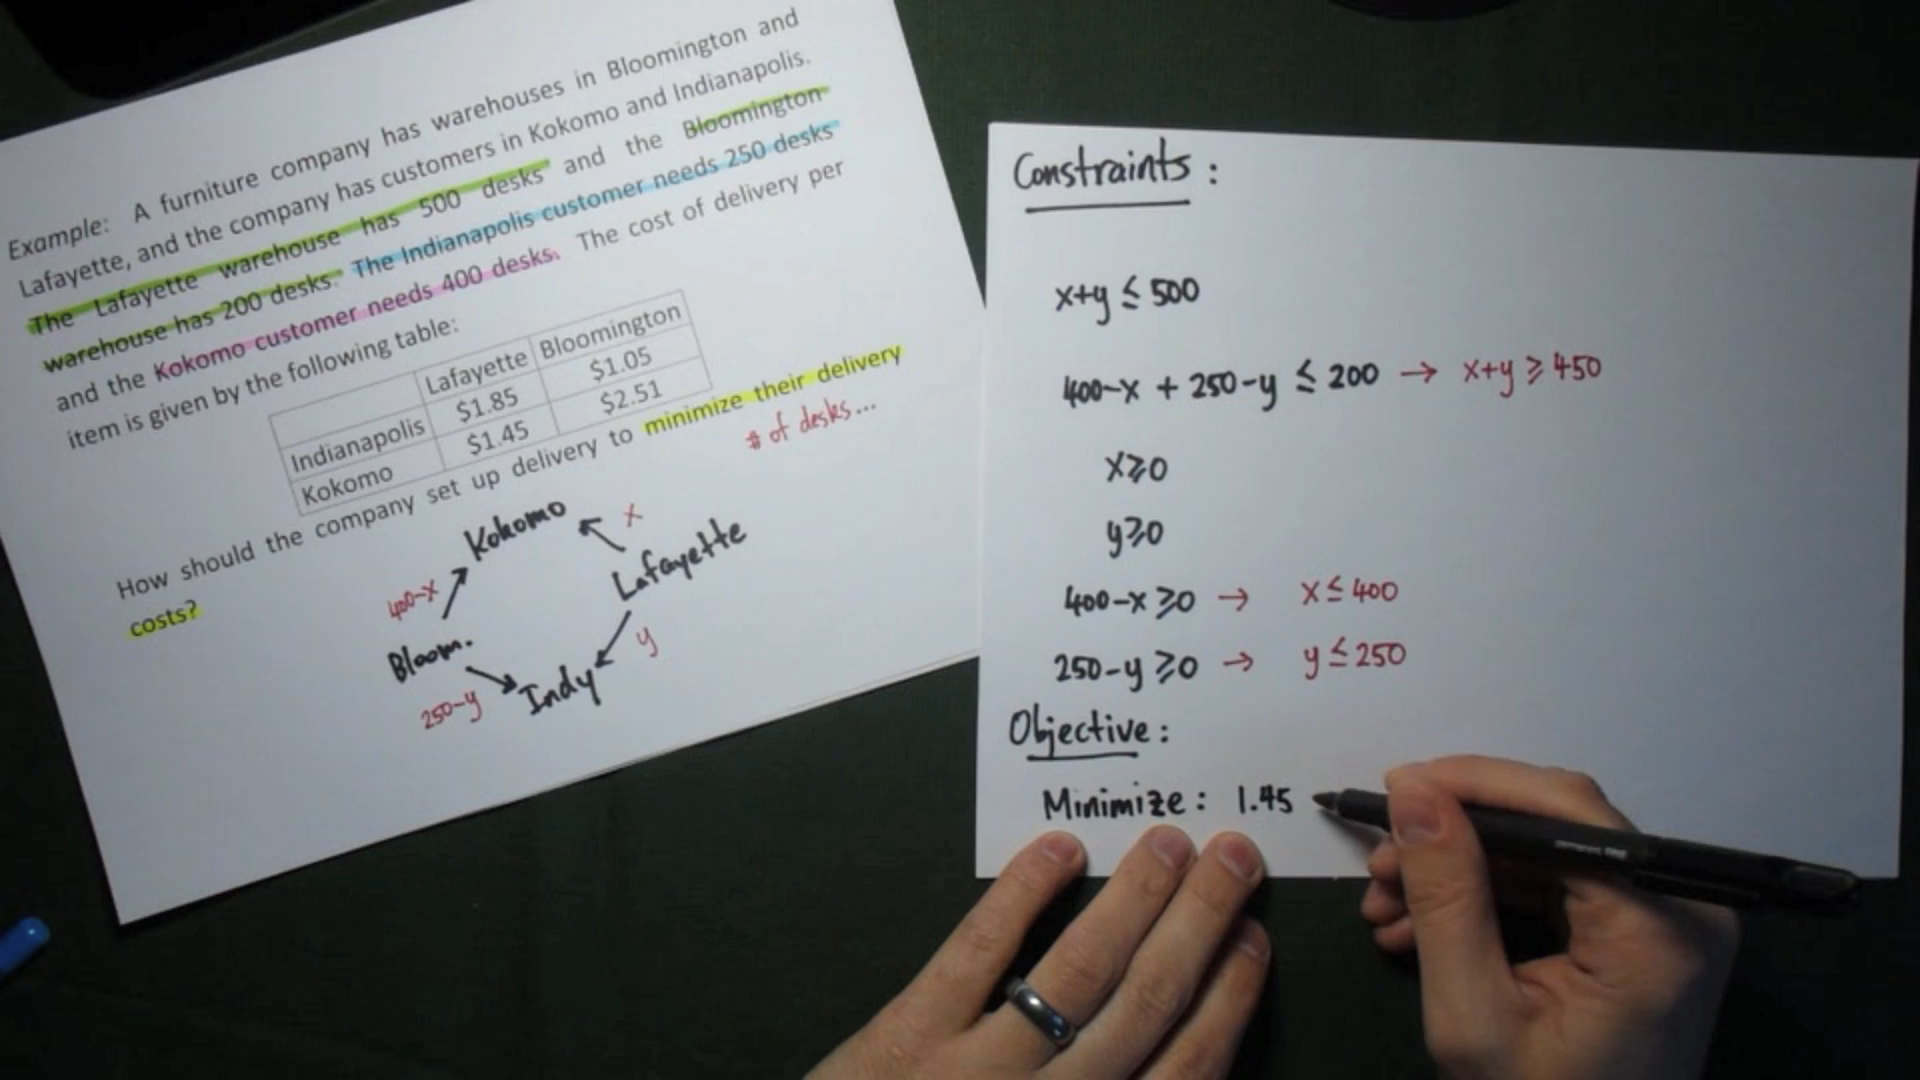 Example: A furniture company has warehouses in Bloomington and
Lafayette, and the company has customers in Kokomo and Indianapolis.
The Lafayette warehouse has 500 desks and the Bloomington
warehouse has 200 desks. The Indianapolis customer needs 250 desks
and the Kokomo customer needs 400 desks. The cost of delivery per
item is given by the following table:
Lafayette Bloomington
Indianapolis $1.85 $1.05
Kokomo $1.45 $2.51
How should the company set up delivery to minimize their delivery
costs?
# of desks...
Kokomo
x
400-x
Lafayette
Bloom.
y
250-y
Indy
Constraints:
x+y ≤ 500
400-x + 250-y ≤ 200 → x+y ≥ 450
x≥0
y≥0
400-x ≥0 → x ≤ 400
250-y ≥0 → y ≤ 250
Objective:
Minimize: 1.45